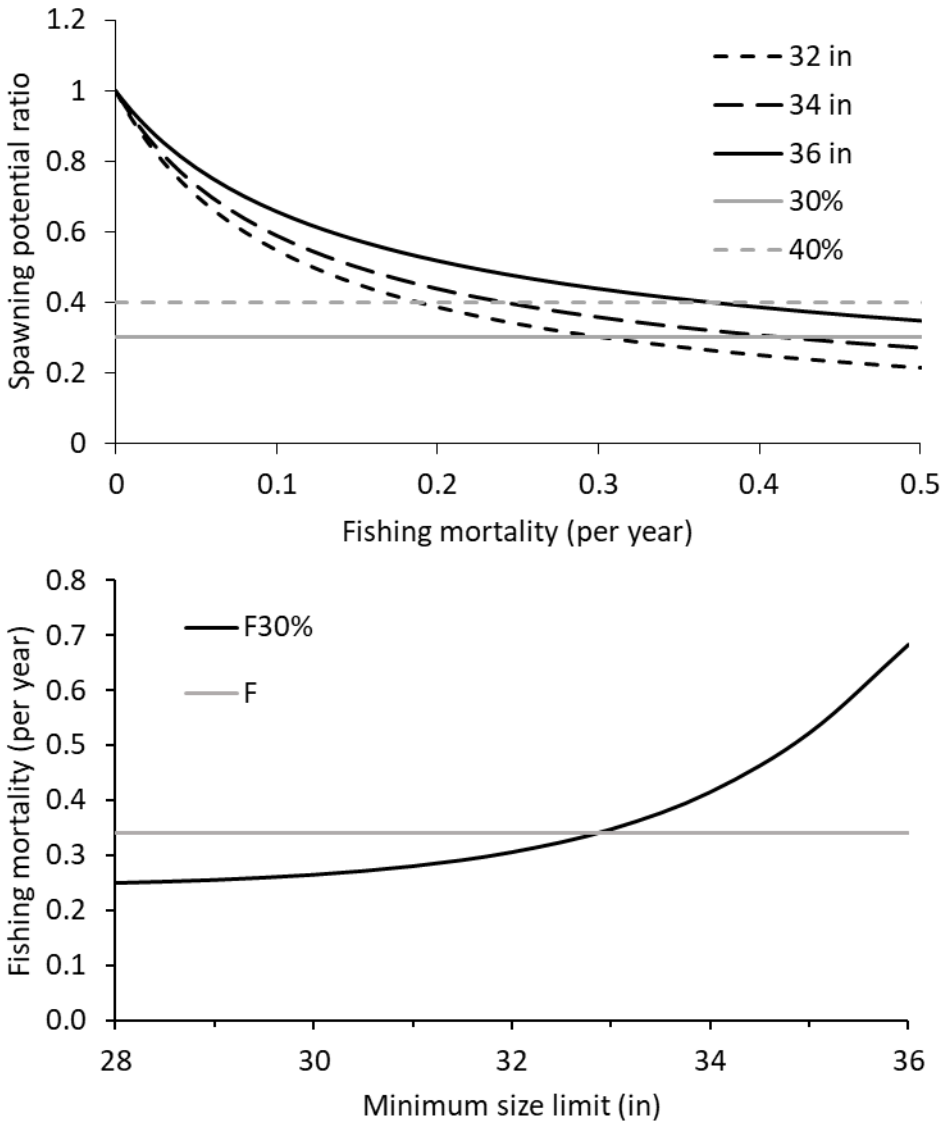 1.2
1
0.8
0.6
0.4
0.2
0
Spawning potential ratio
32 in
34 in
36 in
30%
40%
0 0.1 0.2 0.3 0.4 0.5
Fishing mortality (per year)
0.8
0.7
0.6
0.5
0.4
0.3
0.2
0.1
0.0
Fishing mortality (per year)
F30%
F
28 30 32 34 36
Minimum size limit (in)